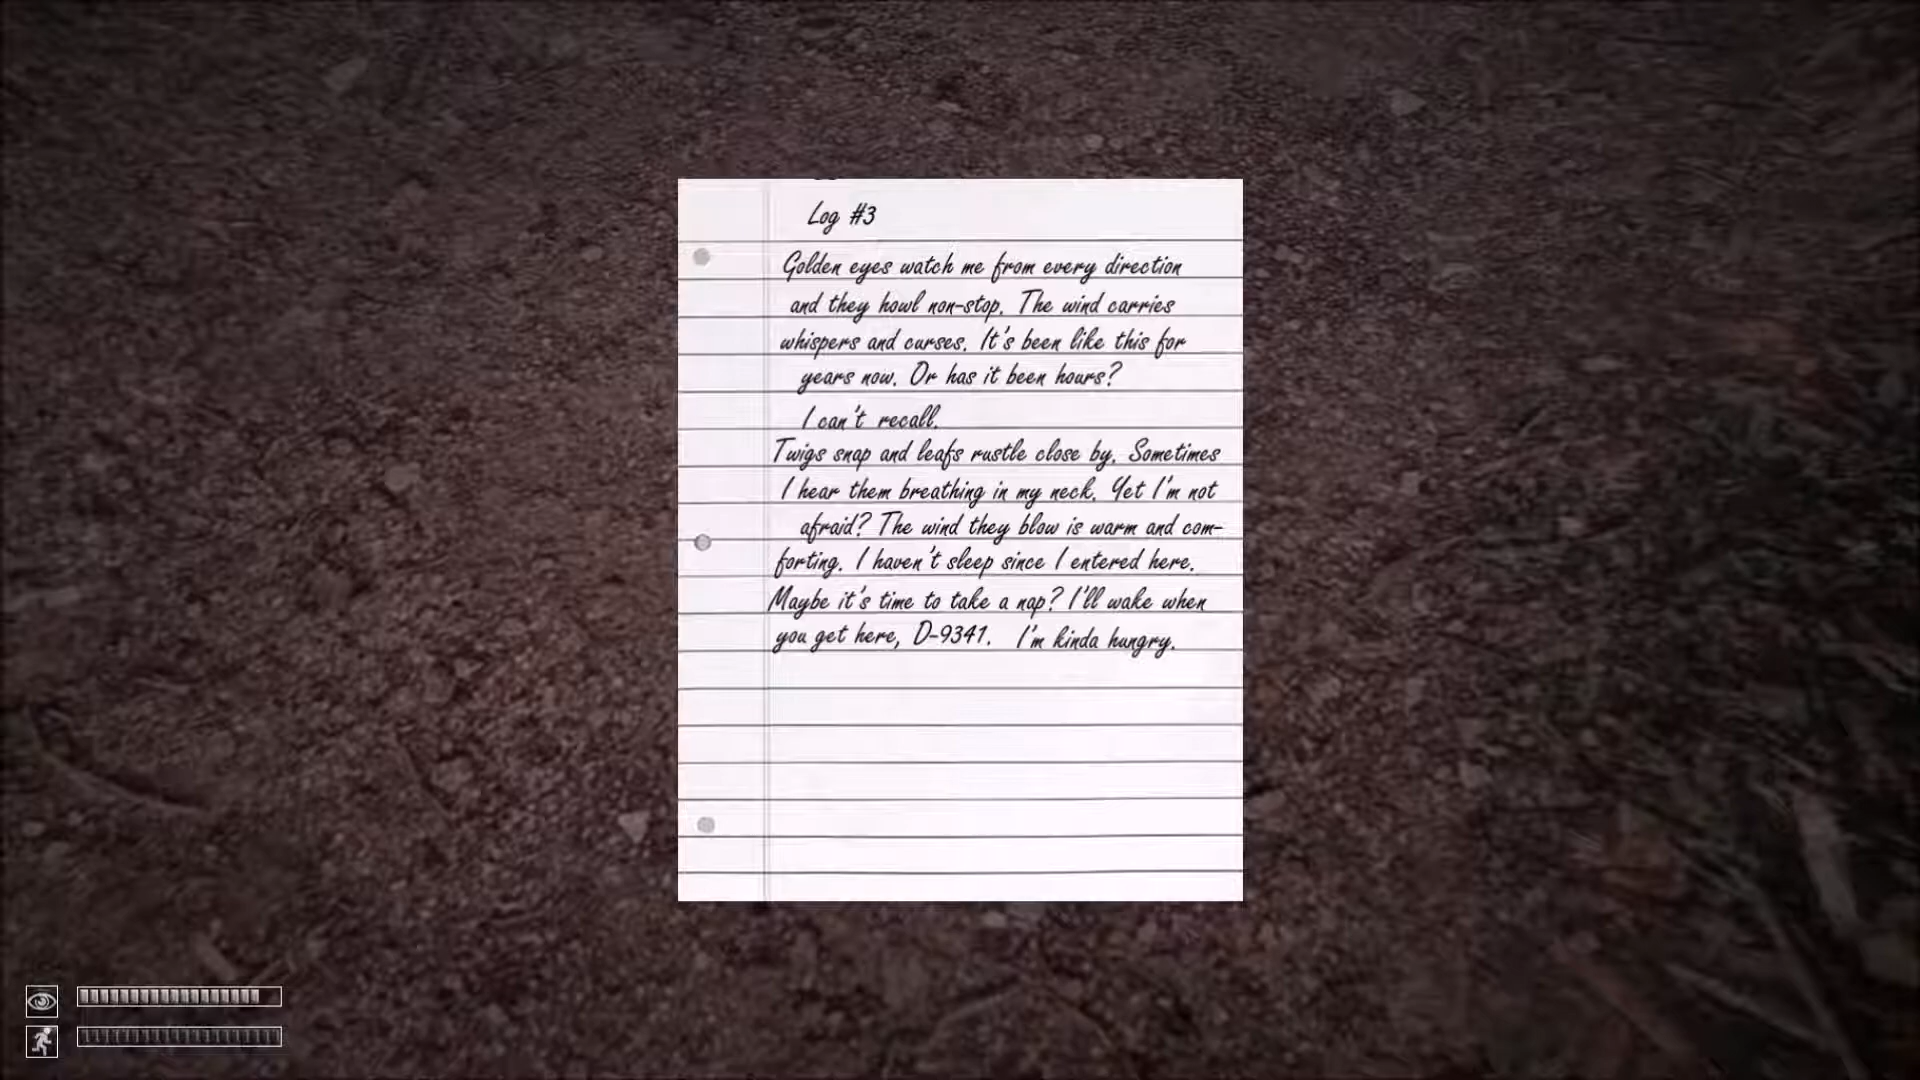 Log #3
Golden eyes watch me from every direction
and they howl non-stop. The wind carries
whispers and curses. It's been like this for
years now. Or has it been hours?
I can't recall.
Twigs snap and leafs rustle close by. Sometimes
I hear them breathing in my neck. Yet I'm not
afraid? The wind they blow is warm and com-
forting. I haven't sleep since I entered here.
Maybe it's time to take a nap? I'll wake when
you get here, D-9341. I'm kinda hungry.